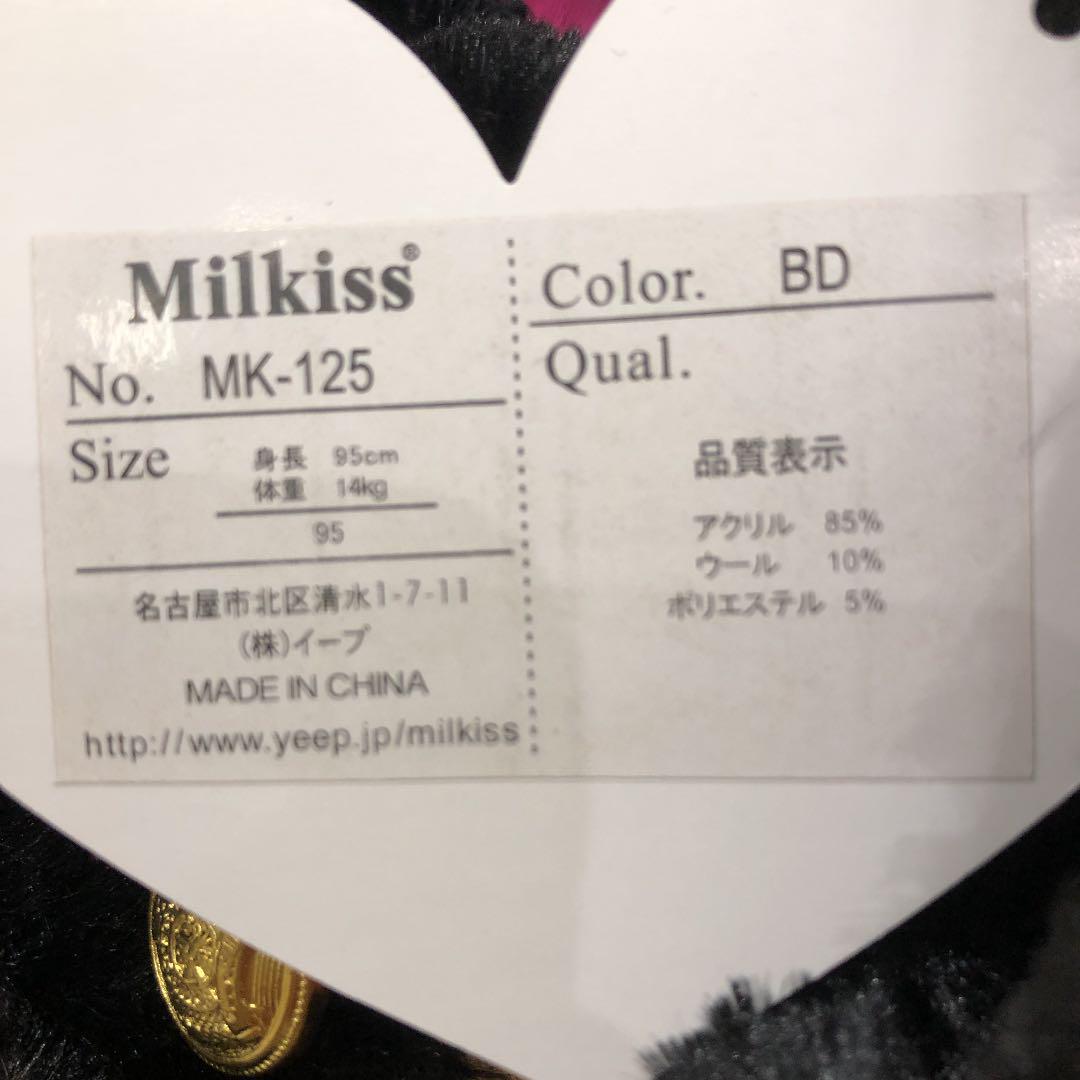 Milkiss®
No. MK-125
Size
身長 95cm
体重 14kg
95
名古屋市北区清水1-7-11
(株)イープ
MADE IN CHINA
http://www.yeep.jp/milkiss
Color. BD
Qual.
品質表示
アクリル 85%
ウール 10%
ポリエステル 5%